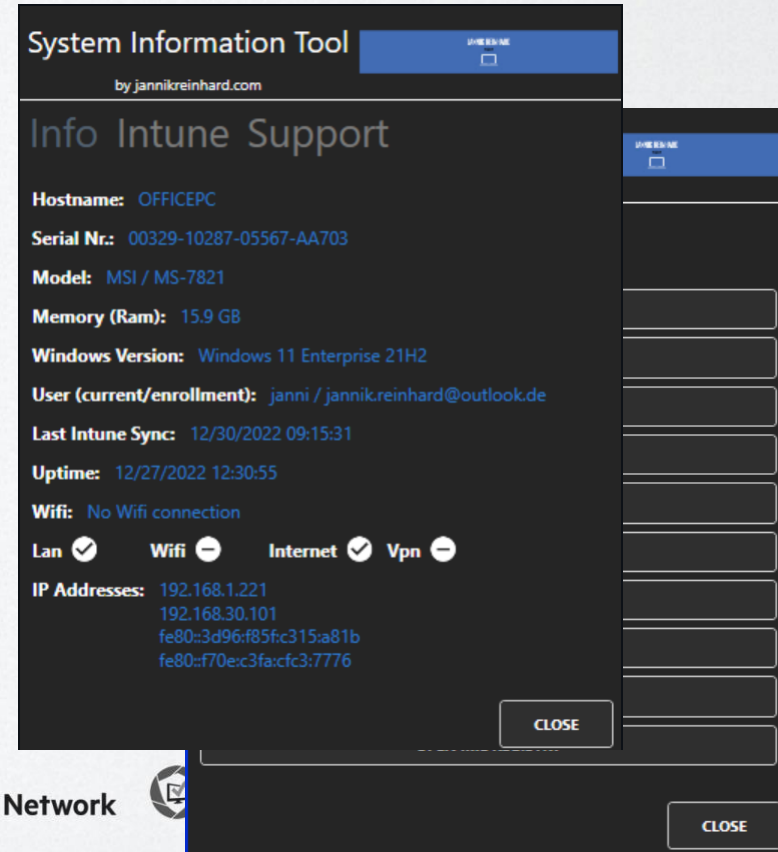 System Information Tool
by jannikreinhard.com
Info Intune Support
Hostname: OFFICEPC
Serial Nr.: 00329-10287-05567-AA703
Model: MSI / MS-7821
Memory (Ram): 15.9 GB
Windows Version: Windows 11 Enterprise 21H2
User (current/enrollment): janni / jannik.reinhard@outlook.de
Last Intune Sync: 12/30/2022 09:15:31
Uptime: 12/27/2022 12:30:55
Wifi: No Wifi connection
Lan Wifi Internet Vpn
IP Addresses: 192.168.1.221
192.168.30.101
fe80::3d96:f85f:c315:a81b
fe80::f70e:c3fa:cfc3:7776
CLOSE
Network
CLOSE